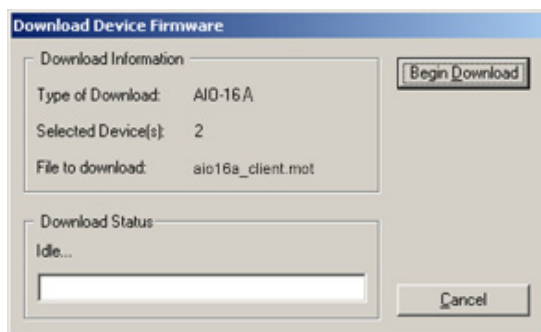 Download Device Firmware
Download Information
Begin Download
Type of Download: AIO-16A
Selected Device(s): 2
File to download: aio16a_client.mot
Download Status
Idle...
Cancel